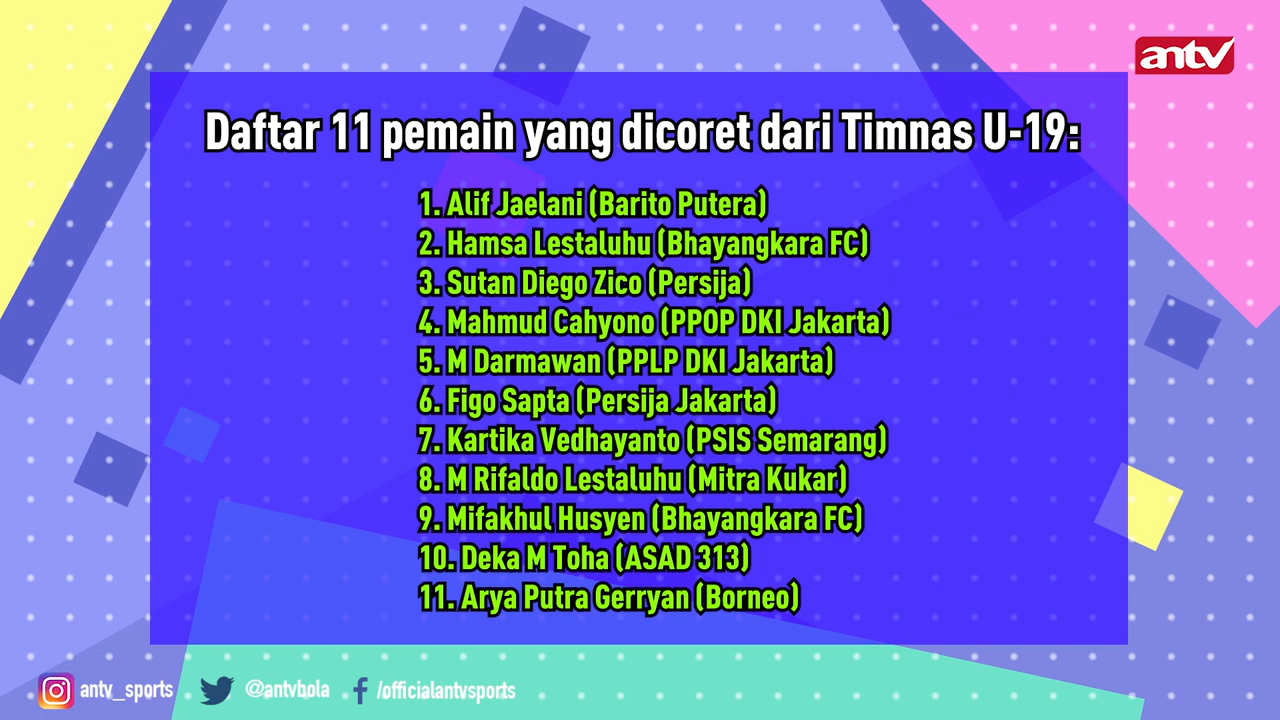 antv
Daftar 11 pemain yang dicoret dari Timnas U-19:
1. Alif Jaelani (Barito Putera)
2. Hamsa Lestaluhu (Bhayangkara FC)
3. Sutan Diego Zico (Persija)
4. Mahmud Cahyono (PPOP DKI Jakarta)
5. M Darmawan (PPLP DKI Jakarta)
6. Figo Sapta (Persija Jakarta)
7. Kartika Vedhayanto (PSIS Semarang)
8. M Rifaldo Lestaluhu (Mitra Kukar)
9. Mifakhul Husyen (Bhayangkara FC)
10. Deka M Toha (ASAD 313)
11. Arya Putra Gerryan (Borneo)
antv_sports @antvbola /officialantvsports